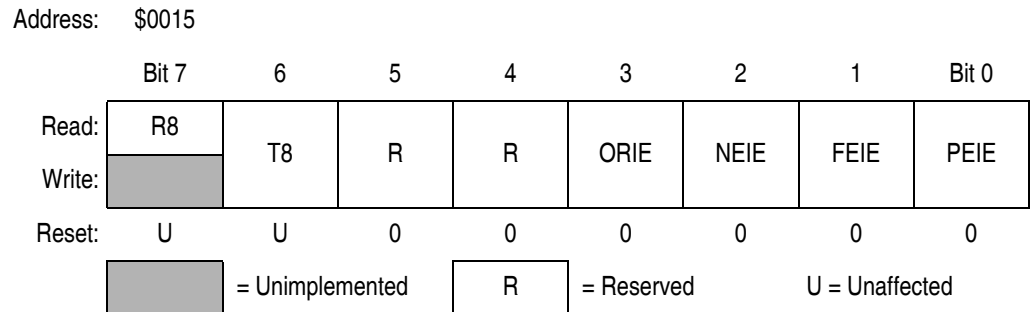 Address: $0015
Bit 7 6 5 4 3 2 1 Bit 0
Read: R8 T8 R R ORIE NEIE FEIE PEIE
Write:
Reset: U U 0 0 0 0 0 0
= Unimplemented R = Reserved U = Unaffected